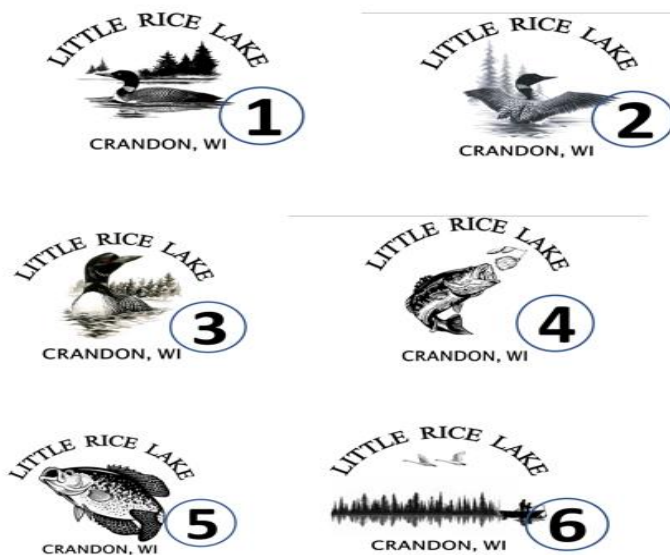 LITTLE RICE LAKE
1
CRANDON, WI
LITTLE RICE LAKE
2
CRANDON, WI
LITTLE RICE LAKE
3
CRANDON, WI
LITTLE RICE LAKE
4
CRANDON, WI
LITTLE RICE LAKE
5
CRANDON, WI
LITTLE RICE LAKE
6
CRANDON, WI